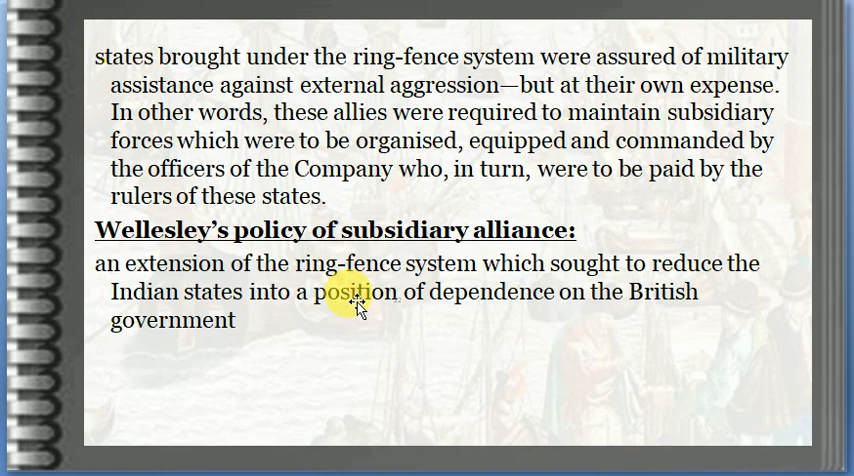 states brought under the ring-fence system were assured of military
assistance against external aggression—but at their own expense.
In other words, these allies were required to maintain subsidiary
forces which were to be organised, equipped and commanded by
the officers of the Company who, in turn, were to be paid by the
rulers of these states.
Wellesley’s policy of subsidiary alliance:
an extension of the ring-fence system which sought to reduce the
Indian states into a position of dependence on the British
government